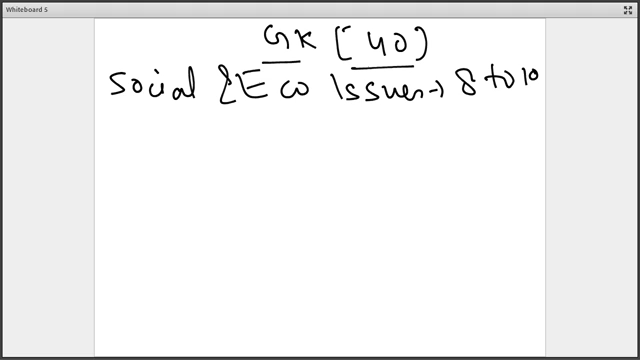 Whiteboard 5
GK [40]
Social & Eco Issues → 8 to 10